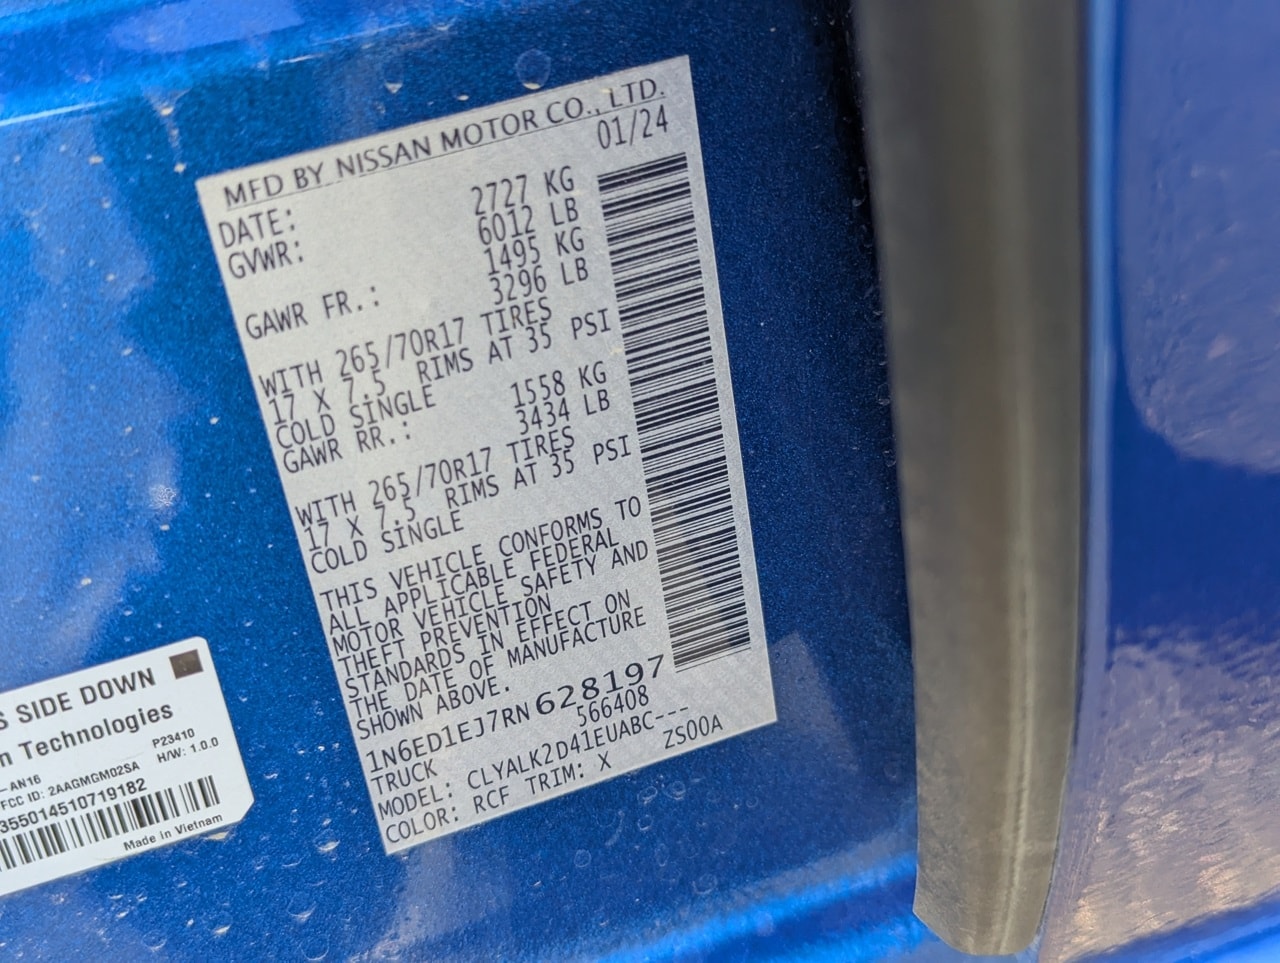 MFD BY NISSAN MOTOR CO., LTD.
DATE: 01/24
GVWR: 2727 KG
6012 LB
GAWR FR.: 1495 KG
3296 LB
WITH 265/70R17 TIRES
17 X 7.5 RIMS AT 35 PSI
COLD SINGLE
GAWR RR.: 1558 KG
3434 LB
WITH 265/70R17 TIRES
17 X 7.5 RIMS AT 35 PSI
COLD SINGLE
THIS VEHICLE CONFORMS TO
ALL APPLICABLE FEDERAL
MOTOR VEHICLE SAFETY AND
THEFT PREVENTION
STANDARDS IN EFFECT ON
THE DATE OF MANUFACTURE
SHOWN ABOVE.
1N6ED1EJ7RN628197
TRUCK 566408
MODEL: CLYALK2D41EUABC---
COLOR: RCF TRIM: X ZS00A
S SIDE DOWN
n Technologies
-AN16 P23410
FCC ID: 2AAGMGM02SA H/W: 1.0.0
355014510719182
Made in Vietnam